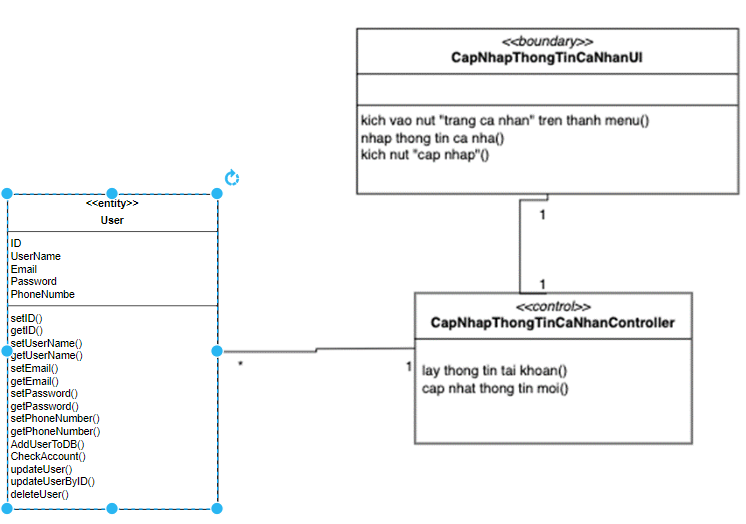 <<boundary>>
CapNhapThongTinCaNhanUI
kich vao nut "trang ca nhan" tren thanh menu()
nhap thong tin ca nha()
kich nut "cap nhap"()
1
1
<<control>>
CapNhapThongTinCaNhanController
lay thong tin tai khoan()
cap nhat thong tin moi()
1
*
<<entity>>
User
ID
UserName
Email
Password
PhoneNumbe
setID()
getID()
setUserName()
getUserName()
setEmail()
getEmail()
setPassword()
getPassword()
setPhoneNumber()
getPhoneNumber()
AddUserToDB()
CheckAccount()
updateUser()
updateUserByID()
deleteUser()